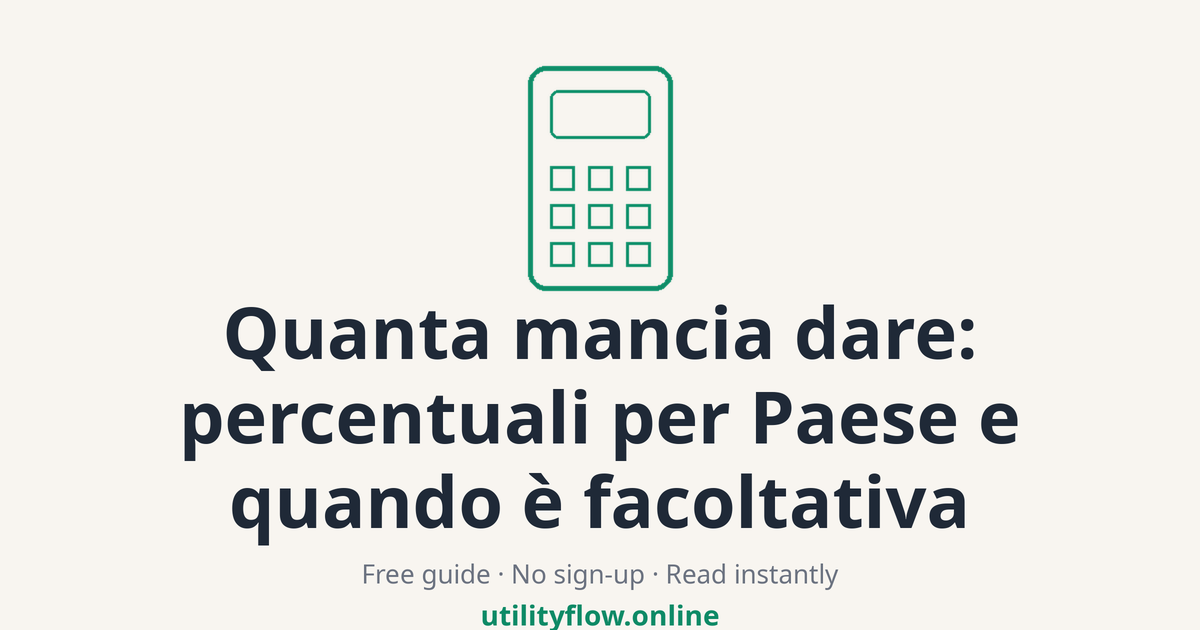 Quanta mancia dare:
percentuali per Paese e
quando è facoltativa
Free guide · No sign-up · Read instantly
utilityflow.online